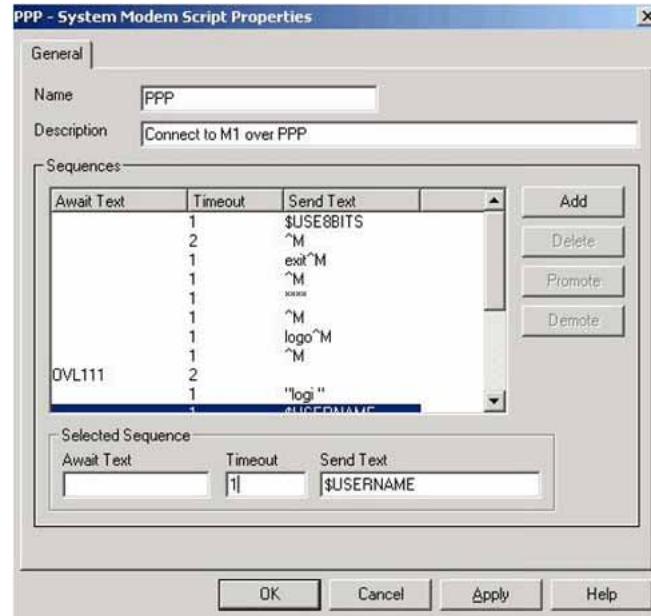 PPP - System Modem Script Properties
General
Name PPP
Description Connect to M1 over PPP
Sequences
Await Text Timeout Send Text
1 $USE8BITS
2 ^M
1 exit^M
1 ^M
1 ****
1 ^M
1 logo^M
1 ^M
OVL111 2
1 "logi "
1 $USERNAME
Add
Delete
Promote
Demote
Selected Sequence
Await Text Timeout Send Text
1 $USERNAME
OK Cancel Apply Help